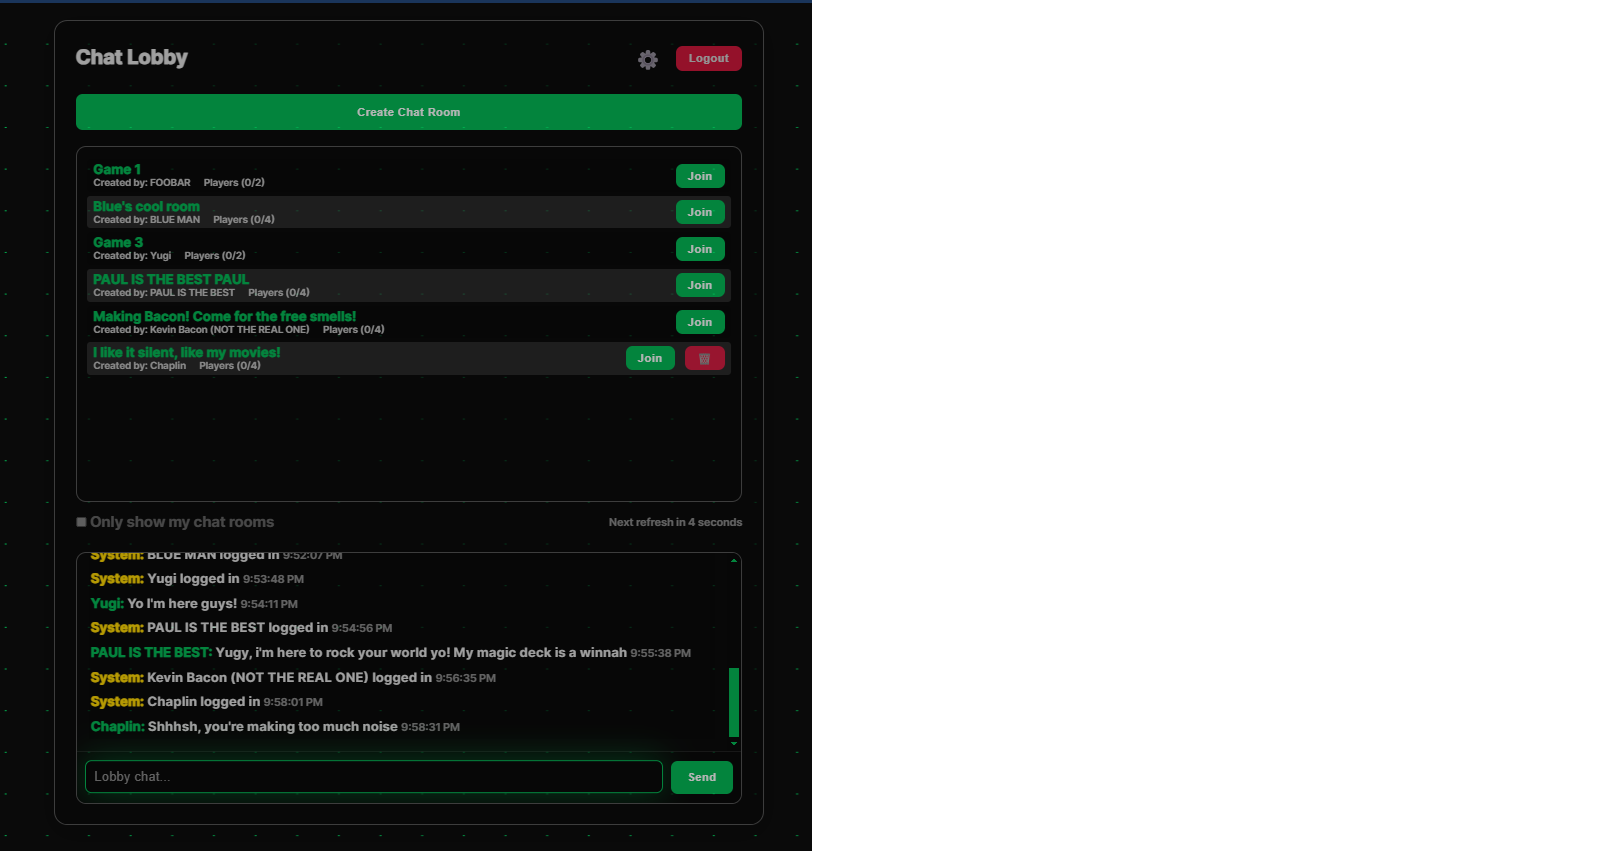 Chat Lobby
Logout
Create Chat Room
Game 1
Created by: FOOBAR Players (0/2)
Join
Blue's cool room
Created by: BLUE MAN Players (0/4)
Join
Game 3
Created by: Yugi Players (0/2)
Join
PAUL IS THE BEST PAUL
Created by: PAUL IS THE BEST Players (0/4)
Join
Making Bacon! Come for the free smells!
Created by: Kevin Bacon (NOT THE REAL ONE) Players (0/4)
Join
I like it silent, like my movies!
Created by: Chaplin Players (0/4)
Join
Only show my chat rooms
Next refresh in 4 seconds
System: BLUE MAN logged in 9:52:07 PM
System: Yugi logged in 9:53:48 PM
Yugi: Yo I'm here guys! 9:54:11 PM
System: PAUL IS THE BEST logged in 9:54:56 PM
PAUL IS THE BEST: Yugy, i'm here to rock your world yo! My magic deck is a winnah 9:55:38 PM
System: Kevin Bacon (NOT THE REAL ONE) logged in 9:56:35 PM
System: Chaplin logged in 9:58:01 PM
Chaplin: Shhhsh, you're making too much noise 9:58:31 PM
Lobby chat...
Send